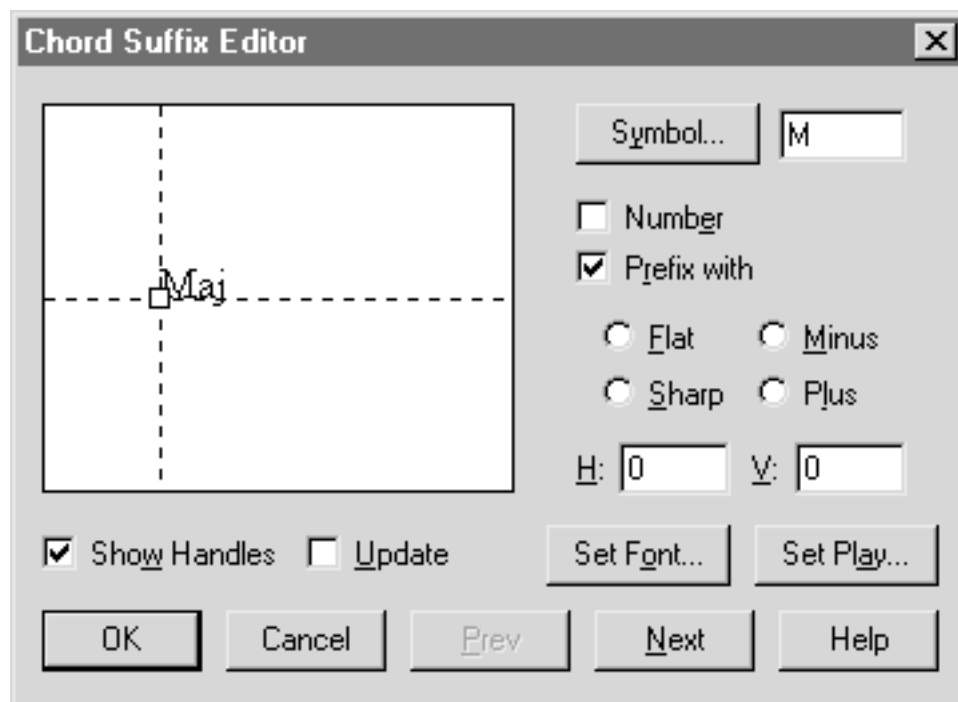 Chord Suffix Editor
Symbol... M
Number
Prefix with
Maj
Flat Minus
Sharp Plus
H: 0 V: 0
Show Handles Update Set Font... Set Play...
OK Cancel Prev Next Help